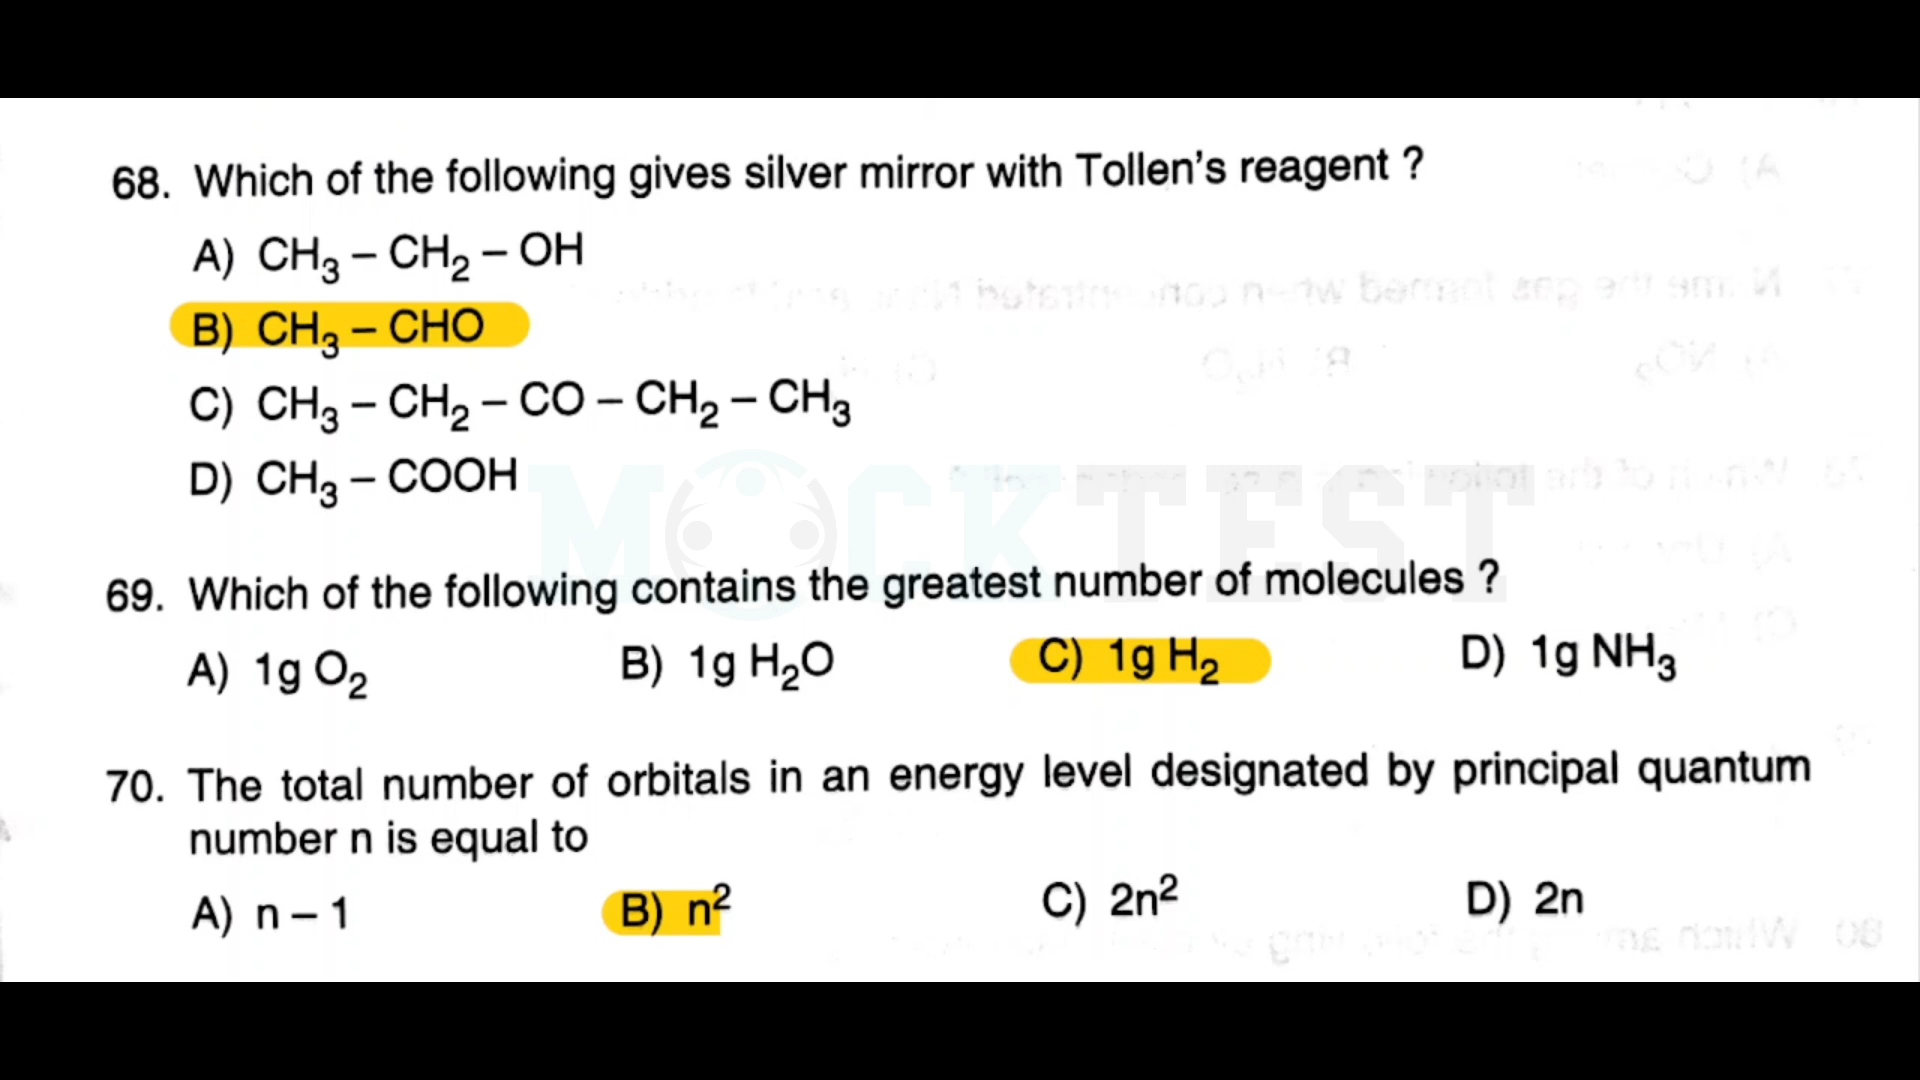 68. Which of the following gives silver mirror with Tollen's reagent ?
A) CH₃ – CH₂ – OH
B) CH₃ – CHO
C) CH₃ – CH₂ – CO – CH₂ – CH₃
D) CH₃ – COOH
MOCKTEST
69. Which of the following contains the greatest number of molecules ?
A) 1g O₂ B) 1g H₂O C) 1g H₂ D) 1g NH₃
70. The total number of orbitals in an energy level designated by principal quantum
number n is equal to
A) n – 1 B) n² C) 2n² D) 2n